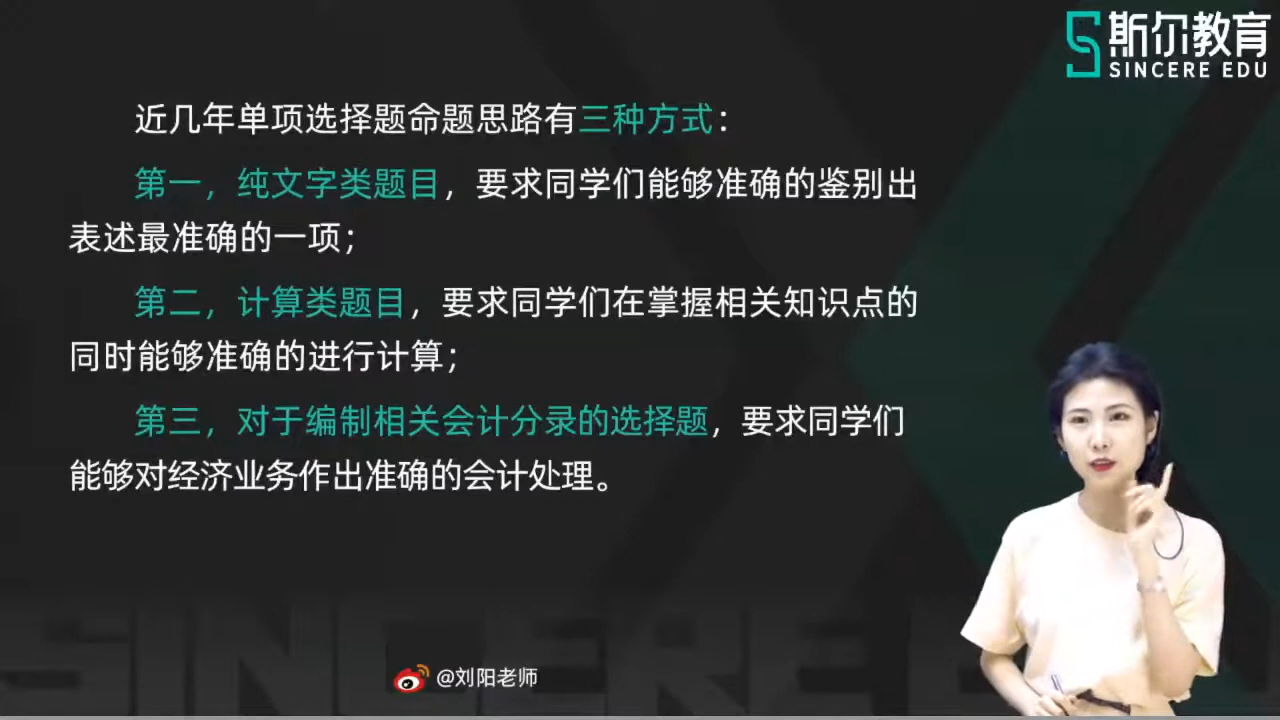 斯尔教育
SINCERE EDU
近几年单项选择题命题思路有三种方式：
第一，纯文字类题目，要求同学们能够准确的鉴别出
表述最准确的一项；
第二，计算类题目，要求同学们在掌握相关知识点的
同时能够准确的进行计算；
第三，对于编制相关会计分录的选择题，要求同学们
能够对经济业务作出准确的会计处理。
SINCERE EDU
@刘阳老师